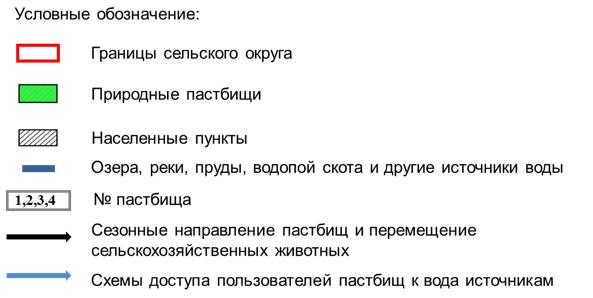 Условные обозначение:
Границы сельского округа
Природные пастбищи
Населенные пункты
Озера, реки, пруды, водопой скота и другие источники воды
1,2,3,4 № пастбища
Сезонные направление пастбищ и перемещение
сельскохозяйственных животных
Схемы доступа пользователей пастбищ к вода источникам